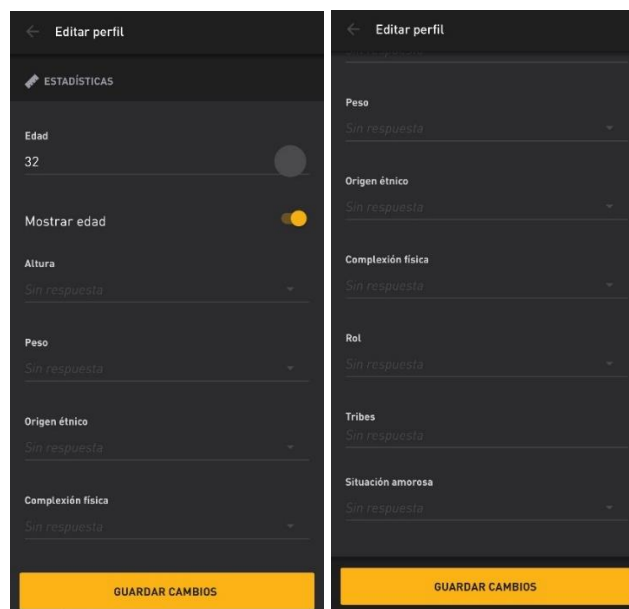 Editar perfil
ESTADÍSTICAS
Edad
32
Mostrar edad
Altura
Sin respuesta
Peso
Sin respuesta
Origen étnico
Sin respuesta
Complexión física
Sin respuesta
GUARDAR CAMBIOS
Editar perfil
Peso
Sin respuesta
Origen étnico
Sin respuesta
Complexión física
Sin respuesta
Rol
Sin respuesta
Tribes
Sin respuesta
Situación amorosa
Sin respuesta
GUARDAR CAMBIOS